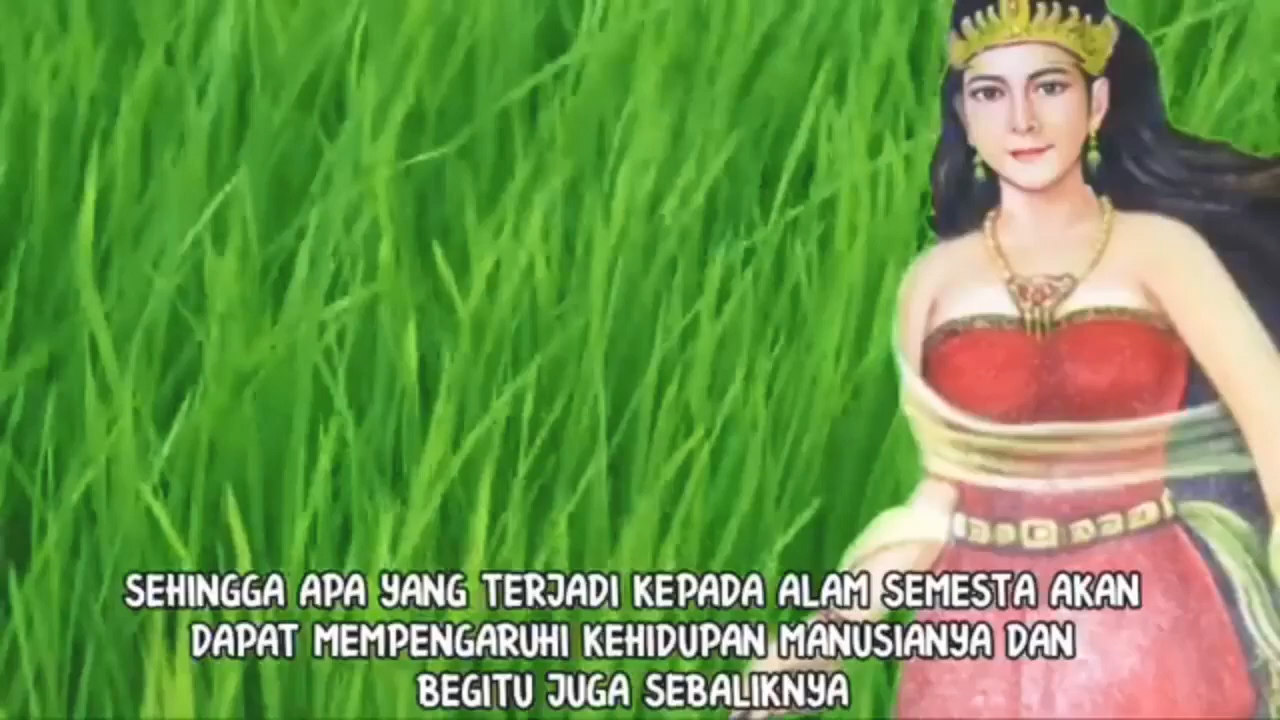 SEHINGGA APA YANG TERJADI KEPADA ALAM SEMESTA AKAN
DAPAT MEMPENGARUHI KEHIDUPAN MANUSIANYA DAN
BEGITU JUGA SEBALIKNYA